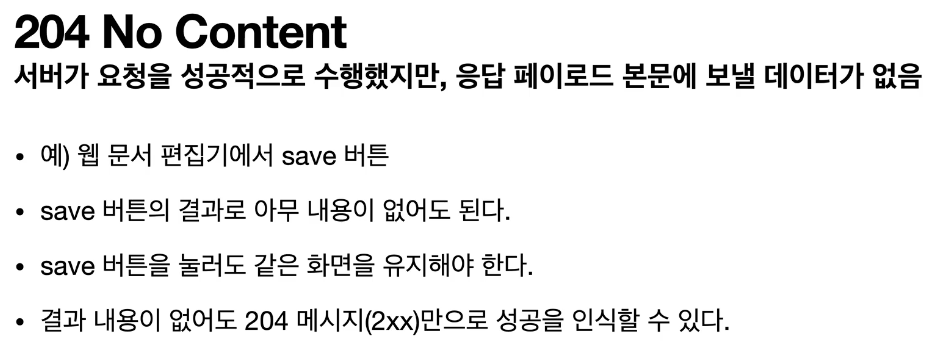 204 No Content
서버가 요청을 성공적으로 수행했지만, 응답 페이로드 본문에 보낼 데이터가 없음
• 예) 웹 문서 편집기에서 save 버튼
• save 버튼의 결과로 아무 내용이 없어도 된다.
• save 버튼을 눌러도 같은 화면을 유지해야 한다.
• 결과 내용이 없어도 204 메시지(2xx)만으로 성공을 인식할 수 있다.